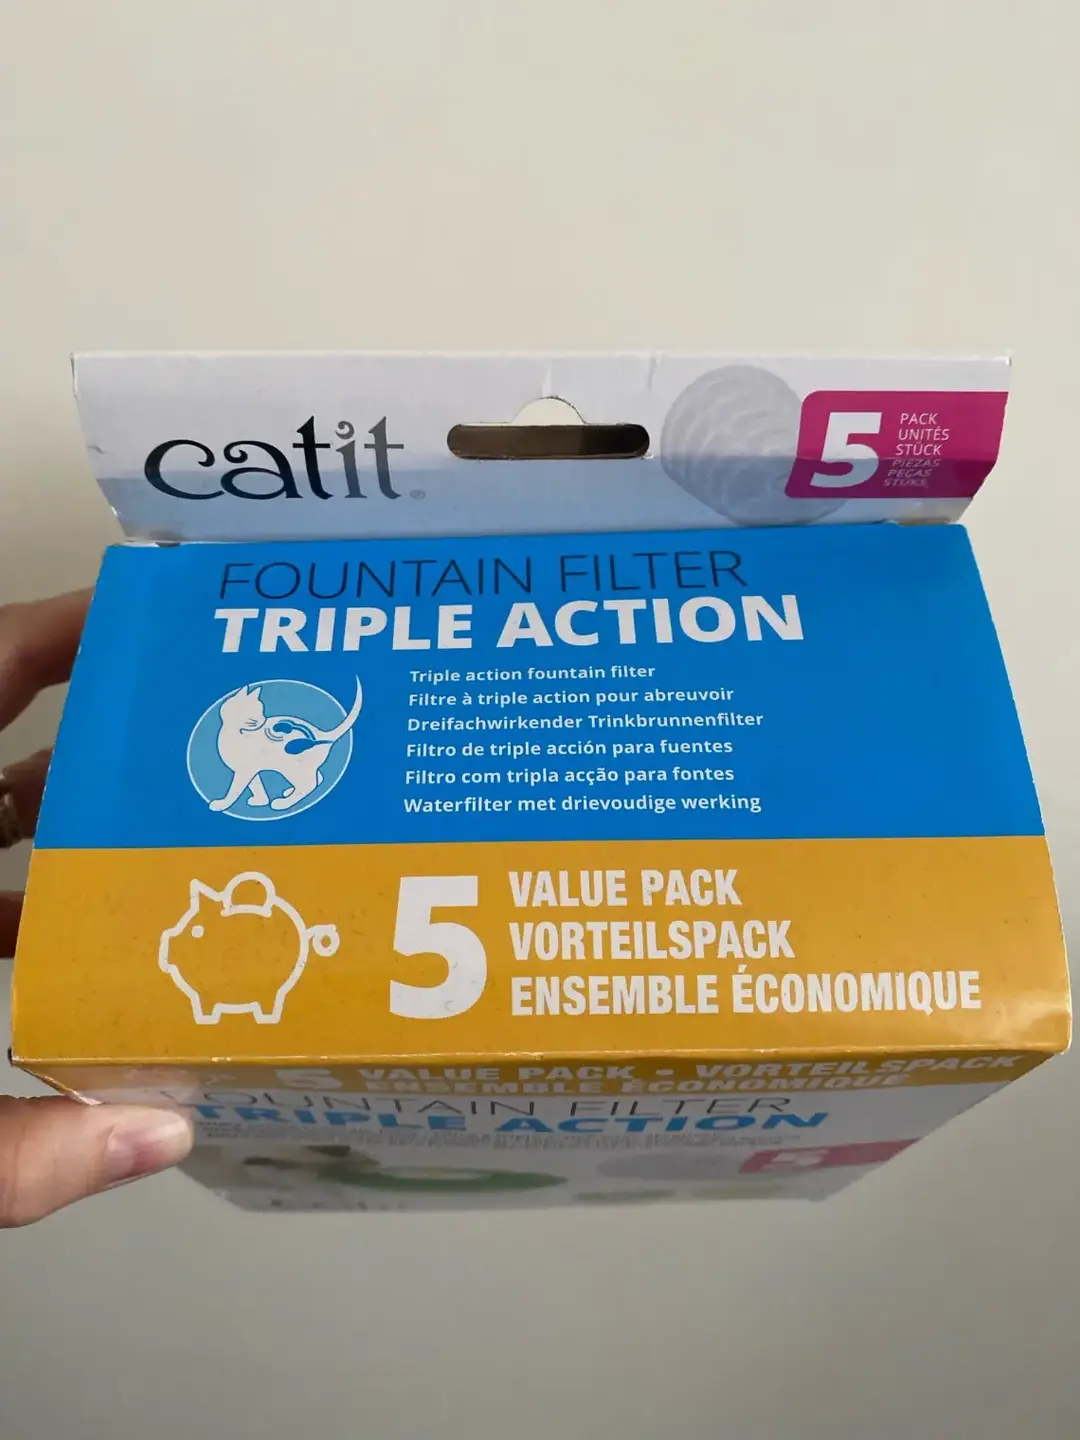 catit®
5
PACK
UNITÉS
STÜCK
PIEZAS
PEÇAS
STUKS
FOUNTAIN FILTER
TRIPLE ACTION
Triple action fountain filter
Filtre à triple action pour abreuvoir
Dreifachwirkender Trinkbrunnenfilter
Filtro de triple acción para fuentes
Filtro com tripla acção para fontes
Waterfilter met drievoudige werking
5
VALUE PACK
VORTEILSPACK
ENSEMBLE ÉCONOMIQUE
5 VALUE PACK • VORTEILSPACK
ENSEMBLE ÉCONOMIQUE
FOUNTAIN FILTER
TRIPLE ACTION
5